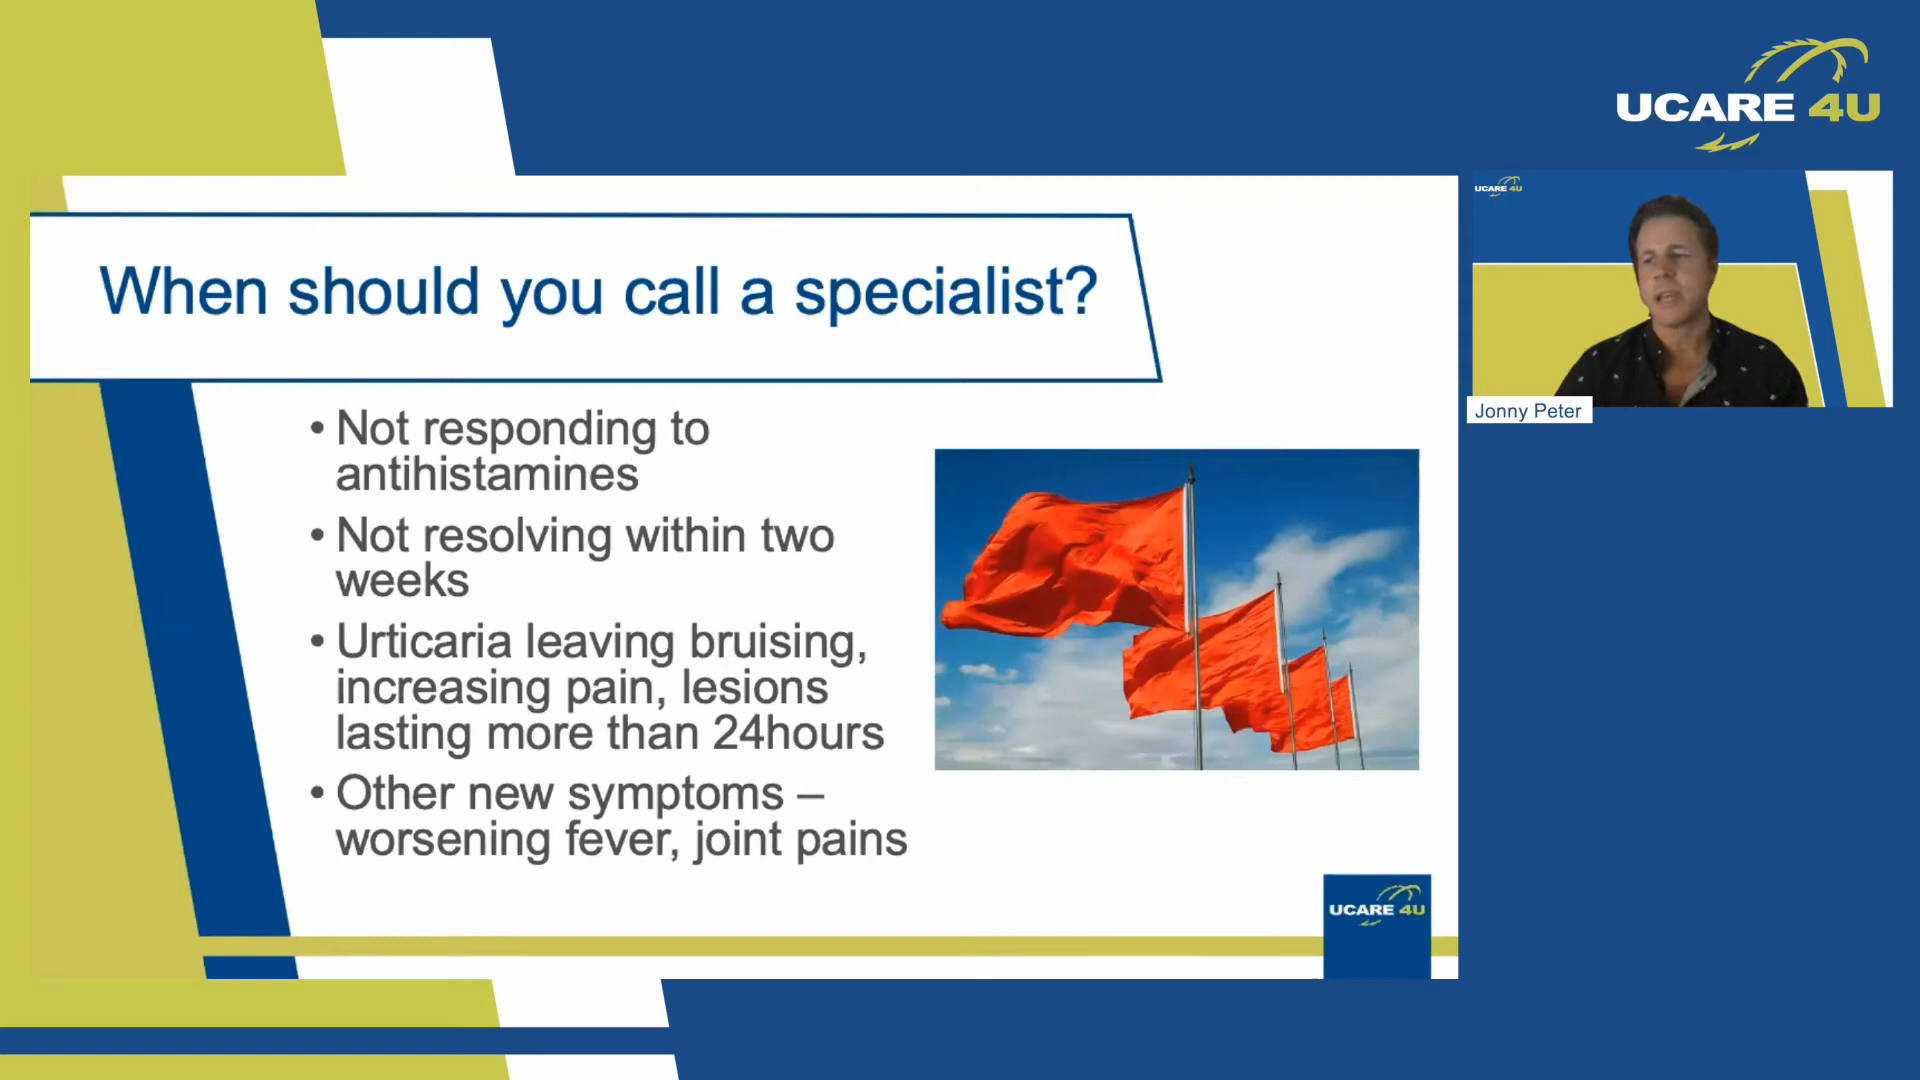 UCARE 4U
UCARE 4U
When should you call a specialist?
Jonny Peter
• Not responding to
antihistamines
• Not resolving within two
weeks
• Urticaria leaving bruising,
increasing pain, lesions
lasting more than 24hours
• Other new symptoms –
worsening fever, joint pains
UCARE 4U